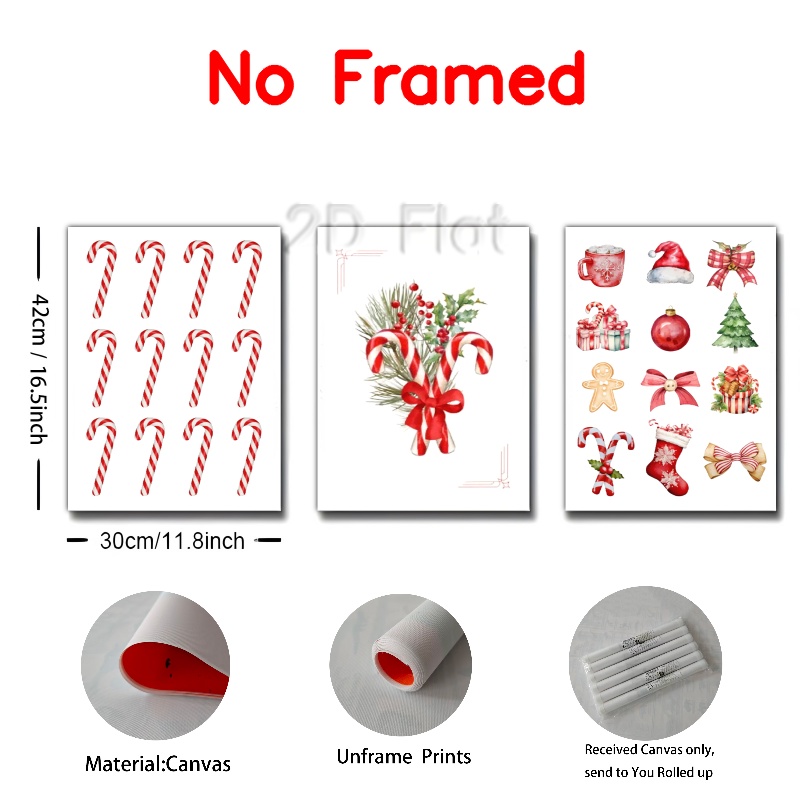 No Framed
2D Flat
42cm / 16.5inch
30cm/11.8inch
Material:Canvas
Unframe Prints
Received Canvas only,
send to You Rolled up